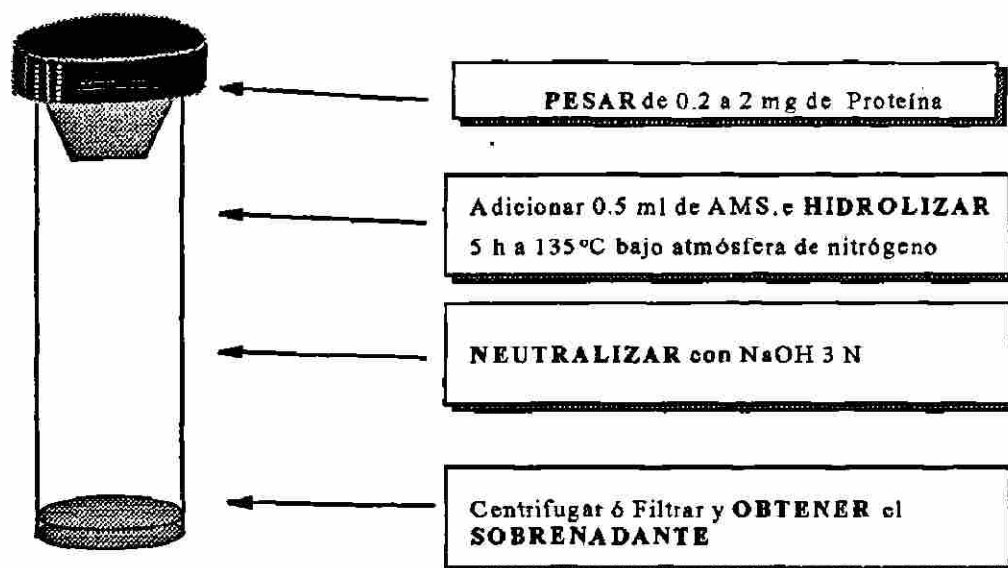 PESAR de 0.2 a 2 mg de Proteína
Adicionar 0.5 ml de AMS. e HIDROLIZAR
5 h a 135°C bajo atmósfera de nitrógeno
NEUTRALIZAR con NaOH 3 N
Centrifugar ó Filtrar y OBTENER el
SOBRENADANTE